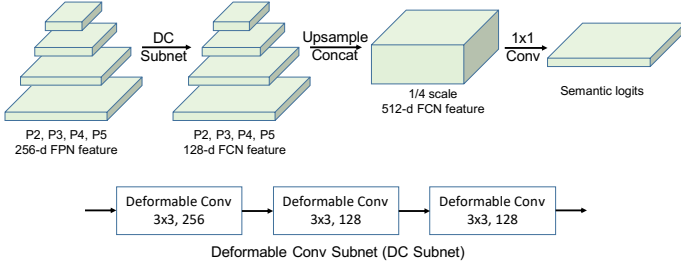 DC
Subnet
Upsample
Concat
1x1
Conv
P2, P3, P4, P5
256-d FPN feature
P2, P3, P4, P5
128-d FCN feature
1/4 scale
512-d FCN feature
Semantic logits
Deformable Conv
3x3, 256
Deformable Conv
3x3, 128
Deformable Conv
3x3, 128
Deformable Conv Subnet (DC Subnet)